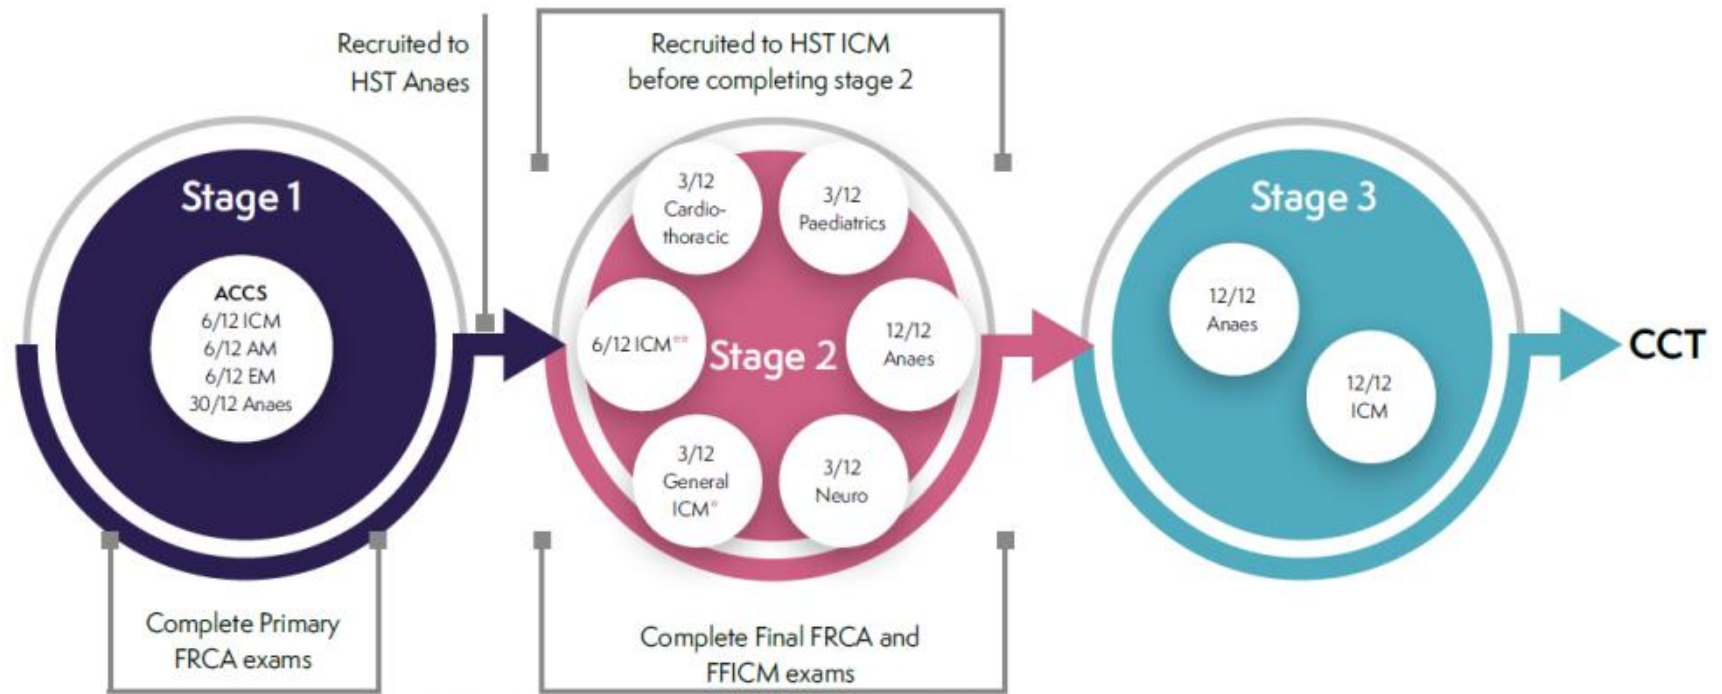 Recruited to
HST Anaes
Recruited to HST ICM
before completing stage 2
Stage 1
ACCS
6/12 ICM
6/12 AM
6/12 EM
30/12 Anaes
Complete Primary
FRCA exams
3/12
Cardio-
thoracic
3/12
Paediatrics
6/12 ICM**
Stage 2
12/12
Anaes
3/12
General
ICM*
3/12
Neuro
Complete Final FRCA and
FFICM exams
Stage 3
12/12
Anaes
12/12
ICM
CCT